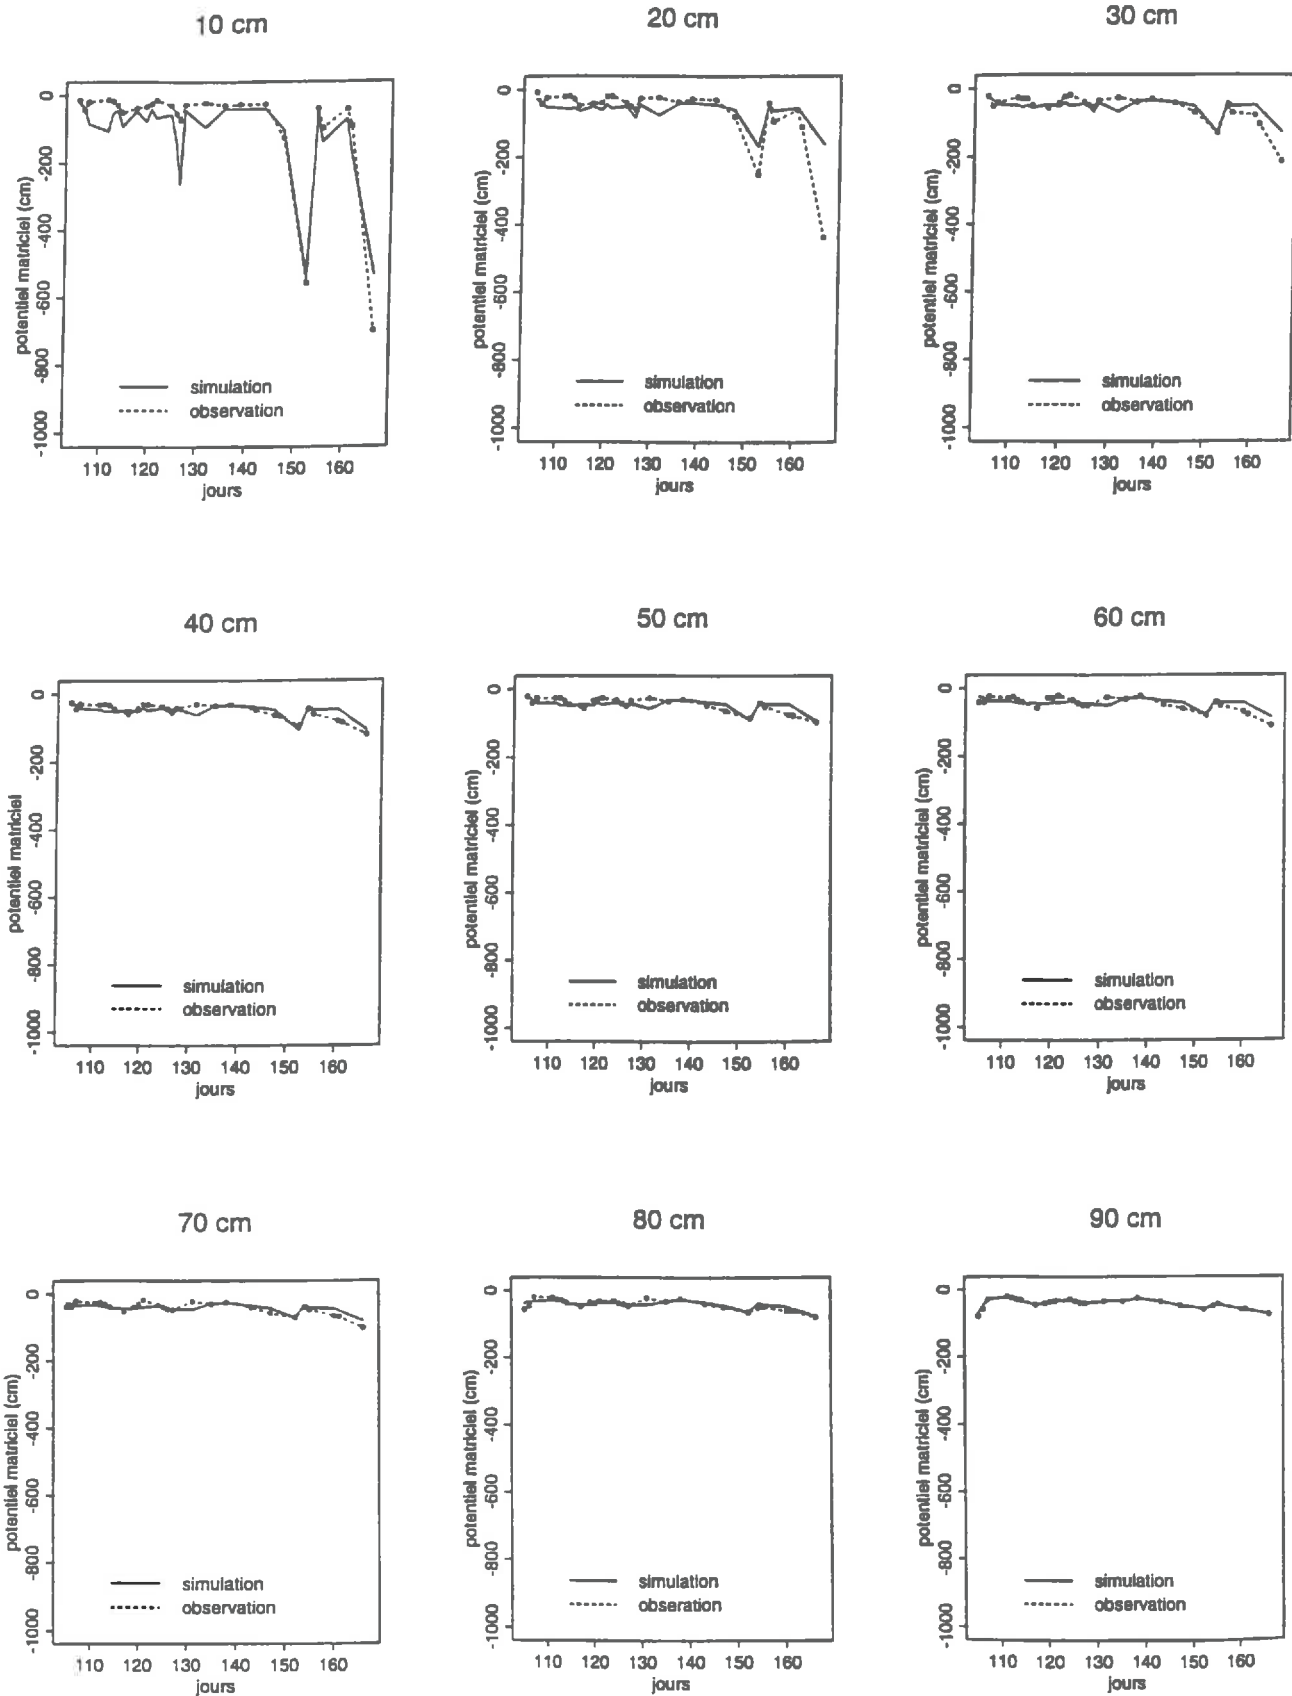 10 cm
20 cm
30 cm
potentiel matriciel (cm)
0
-200
-400
-600
-800
-1000
simulation
observation
110 120 130 140 150 160
jours
potentiel matriciel (cm)
0
-200
-400
-600
-800
-1000
simulation
observation
110 120 130 140 150 160
jours
potentiel matriciel (cm)
0
-200
-400
-600
-800
-1000
simulation
observation
110 120 130 140 150 160
jours
40 cm
50 cm
60 cm
potentiel matriciel
0
-200
-400
-600
-800
-1000
simulation
observation
110 120 130 140 150 160
jours
potentiel matriciel (cm)
0
-200
-400
-600
-800
-1000
simulation
observation
110 120 130 140 150 160
jours
potentiel matriciel (cm)
0
-200
-400
-600
-800
-1000
simulation
observation
110 120 130 140 150 160
jours
70 cm
80 cm
90 cm
potentiel matriciel (cm)
0
-200
-400
-600
-800
-1000
simulation
observation
110 120 130 140 150 160
jours
potentiel matriciel (cm)
0
-200
-400
-600
-800
-1000
simulation
obseration
110 120 130 140 150 160
jours
potentiel matriciel (cm)
0
-200
-400
-600
-800
-1000
simulation
observation
110 120 130 140 150 160
jours